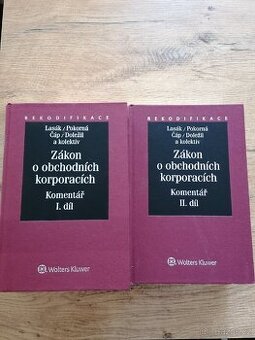 REKODIFIKACE
Lasák / Pokorná
Čáp / Doležil
a kolektiv
Zákon
o obchodních
korporacích
Komentář
I. díl
Wolters Kluwer
REKODIFIKACE
Lasák / Pokorná
Čáp / Doležil
a kolektiv
Zákon
o obchodních
korporacích
Komentář
II. díl
Wolters Kluwer